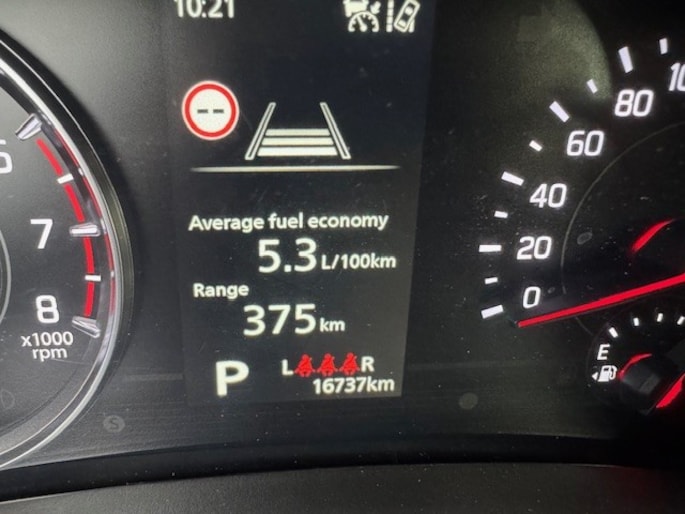 10:21
--
80
60
40
20
0
7
8
x1000
rpm
Average fuel economy
5.3 L/100km
Range
375 km
P
L R
16737km
E
S